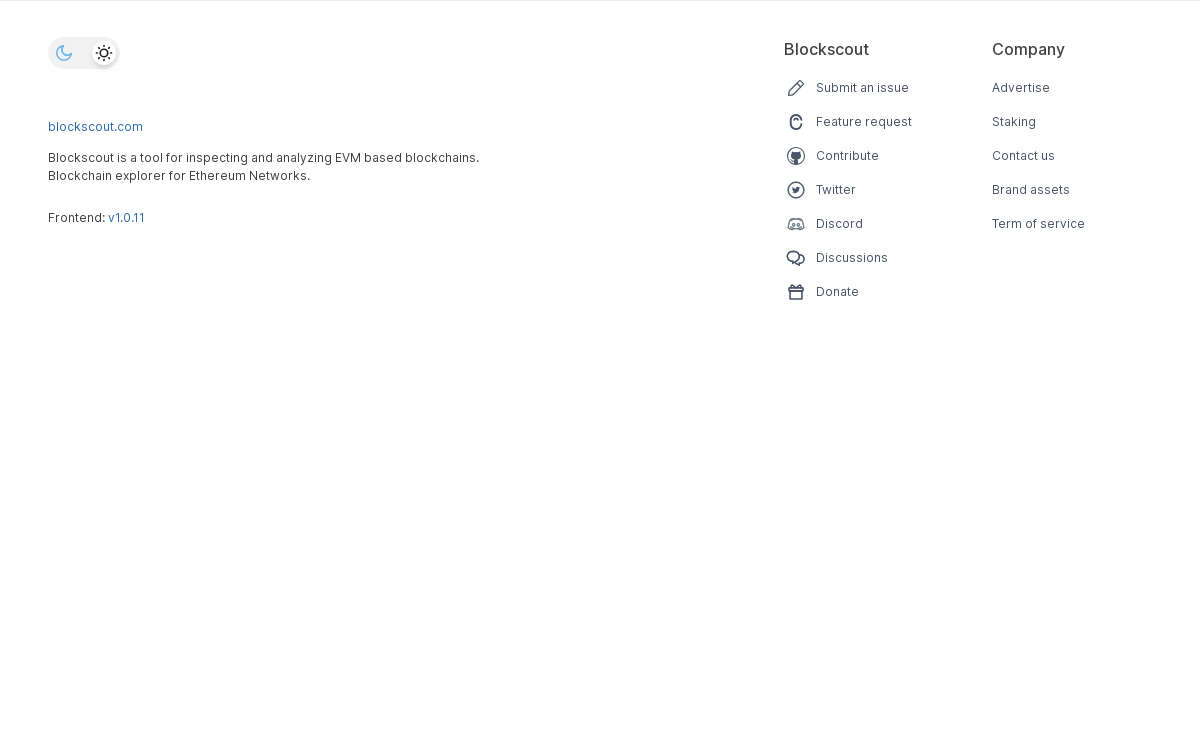 blockscout.com
Blockscout is a tool for inspecting and analyzing EVM based blockchains.
Blockchain explorer for Ethereum Networks.
Frontend: v1.0.11
Blockscout
Submit an issue
Feature request
Contribute
Twitter
Discord
Discussions
Donate
Company
Advertise
Staking
Contact us
Brand assets
Term of service